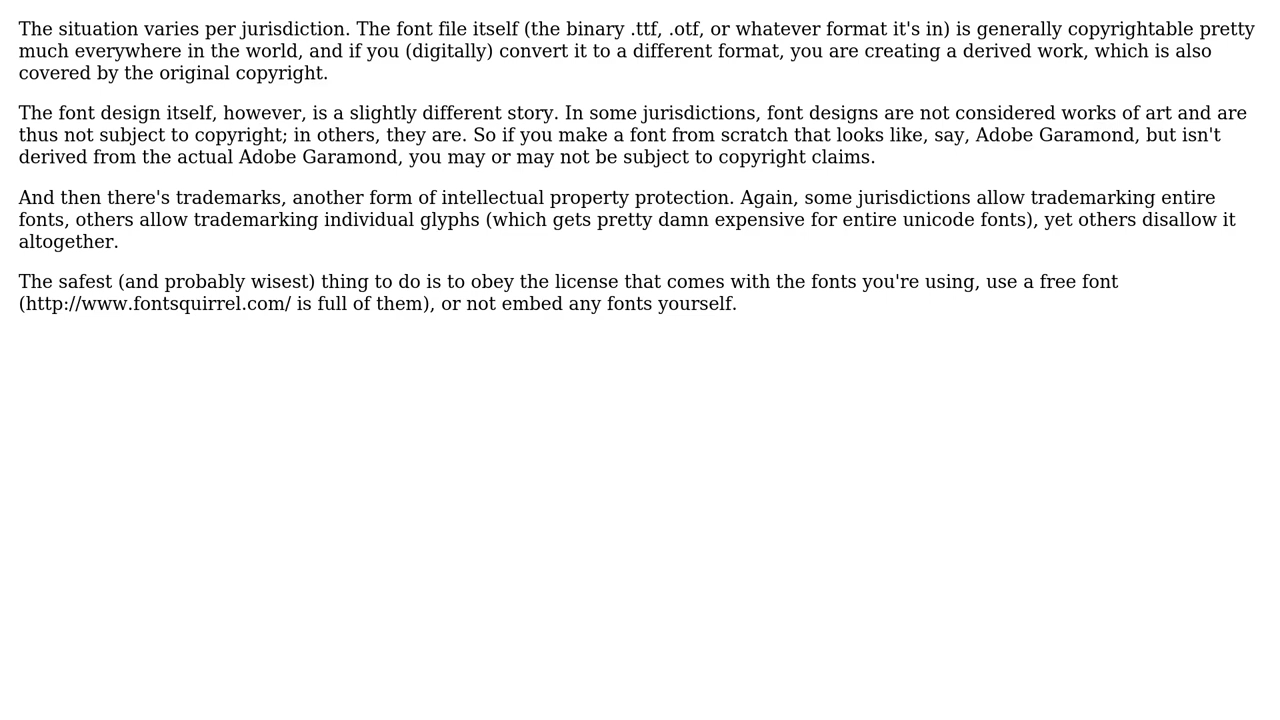 The situation varies per jurisdiction. The font file itself (the binary .ttf, .otf, or whatever format it's in) is generally copyrightable pretty
much everywhere in the world, and if you (digitally) convert it to a different format, you are creating a derived work, which is also
covered by the original copyright.
The font design itself, however, is a slightly different story. In some jurisdictions, font designs are not considered works of art and are
thus not subject to copyright; in others, they are. So if you make a font from scratch that looks like, say, Adobe Garamond, but isn't
derived from the actual Adobe Garamond, you may or may not be subject to copyright claims.
And then there's trademarks, another form of intellectual property protection. Again, some jurisdictions allow trademarking entire
fonts, others allow trademarking individual glyphs (which gets pretty damn expensive for entire unicode fonts), yet others disallow it
altogether.
The safest (and probably wisest) thing to do is to obey the license that comes with the fonts you're using, use a free font
(http://www.fontsquirrel.com/ is full of them), or not embed any fonts yourself.